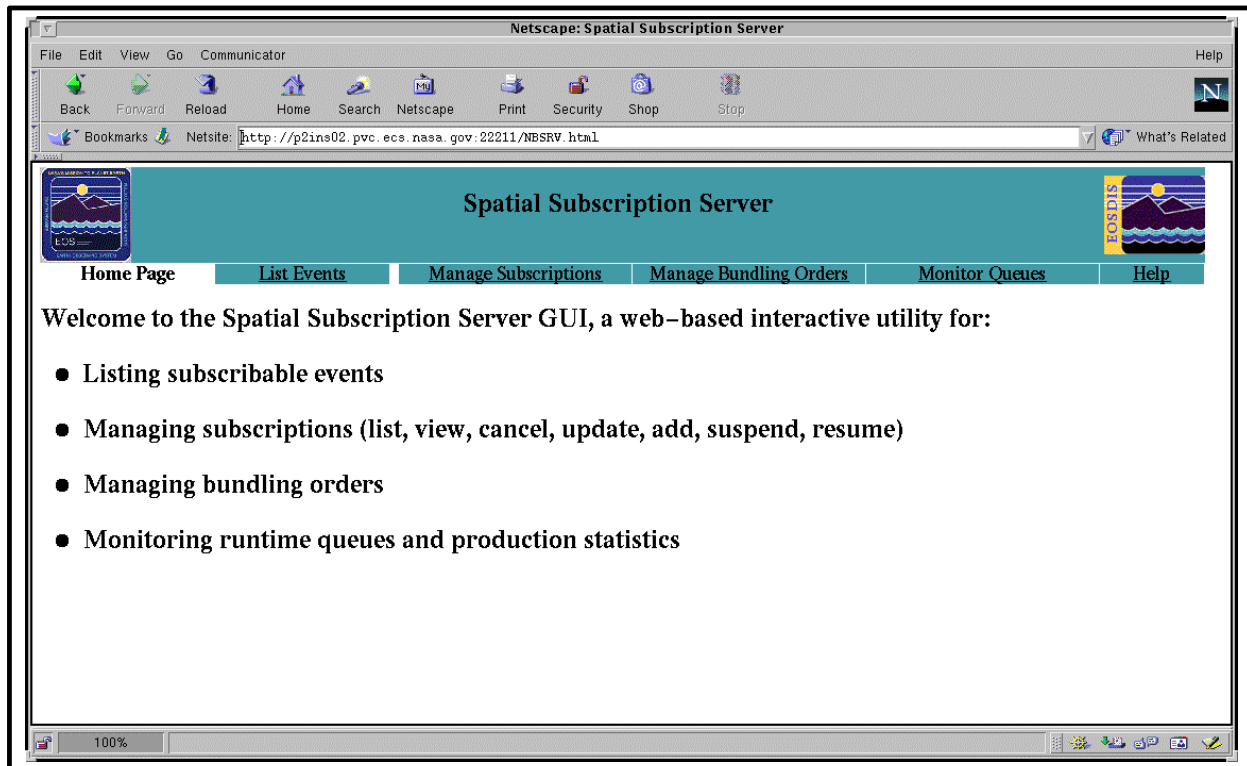 Netscape: Spatial Subscription Server
File Edit View Go Communicator Help
Back Forward Reload Home Search Netscape Print Security Shop Stop
Bookmarks Netsite: http://p2ins02.pvc.ecs.nasa.gov:22211/NBSRV.html What's Related
Spatial Subscription Server
EOS
EOSDIS
Home Page List Events Manage Subscriptions Manage Bundling Orders Monitor Queues Help
Welcome to the Spatial Subscription Server GUI, a web-based interactive utility for:
● Listing subscribable events
● Managing subscriptions (list, view, cancel, update, add, suspend, resume)
● Managing bundling orders
● Monitoring runtime queues and production statistics
100%